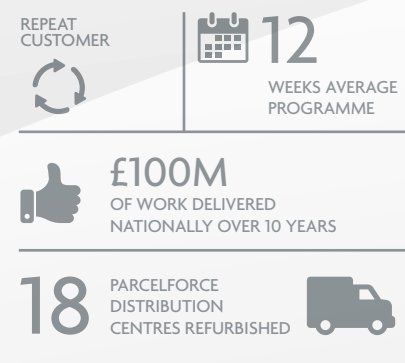 REPEAT
CUSTOMER
12
WEEKS AVERAGE
PROGRAMME
£100M
OF WORK DELIVERED
NATIONALLY OVER 10 YEARS
18
PARCELFORCE
DISTRIBUTION
CENTRES REFURBISHED